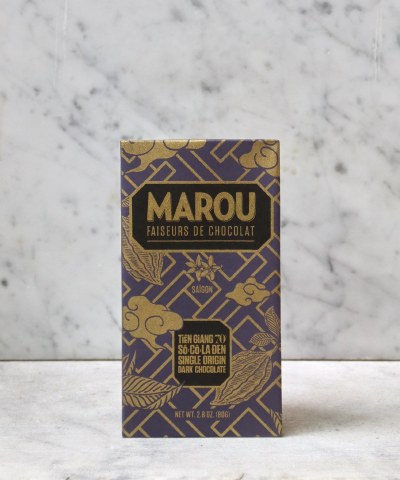 MAROU
FAISEURS DE CHOCOLAT
SAIGON
TIỀN GIANG 70
SÔ-CÔ-LA ĐEN
SINGLE ORIGIN
DARK CHOCOLATE
NET WT. 2.8 OZ. (80G)